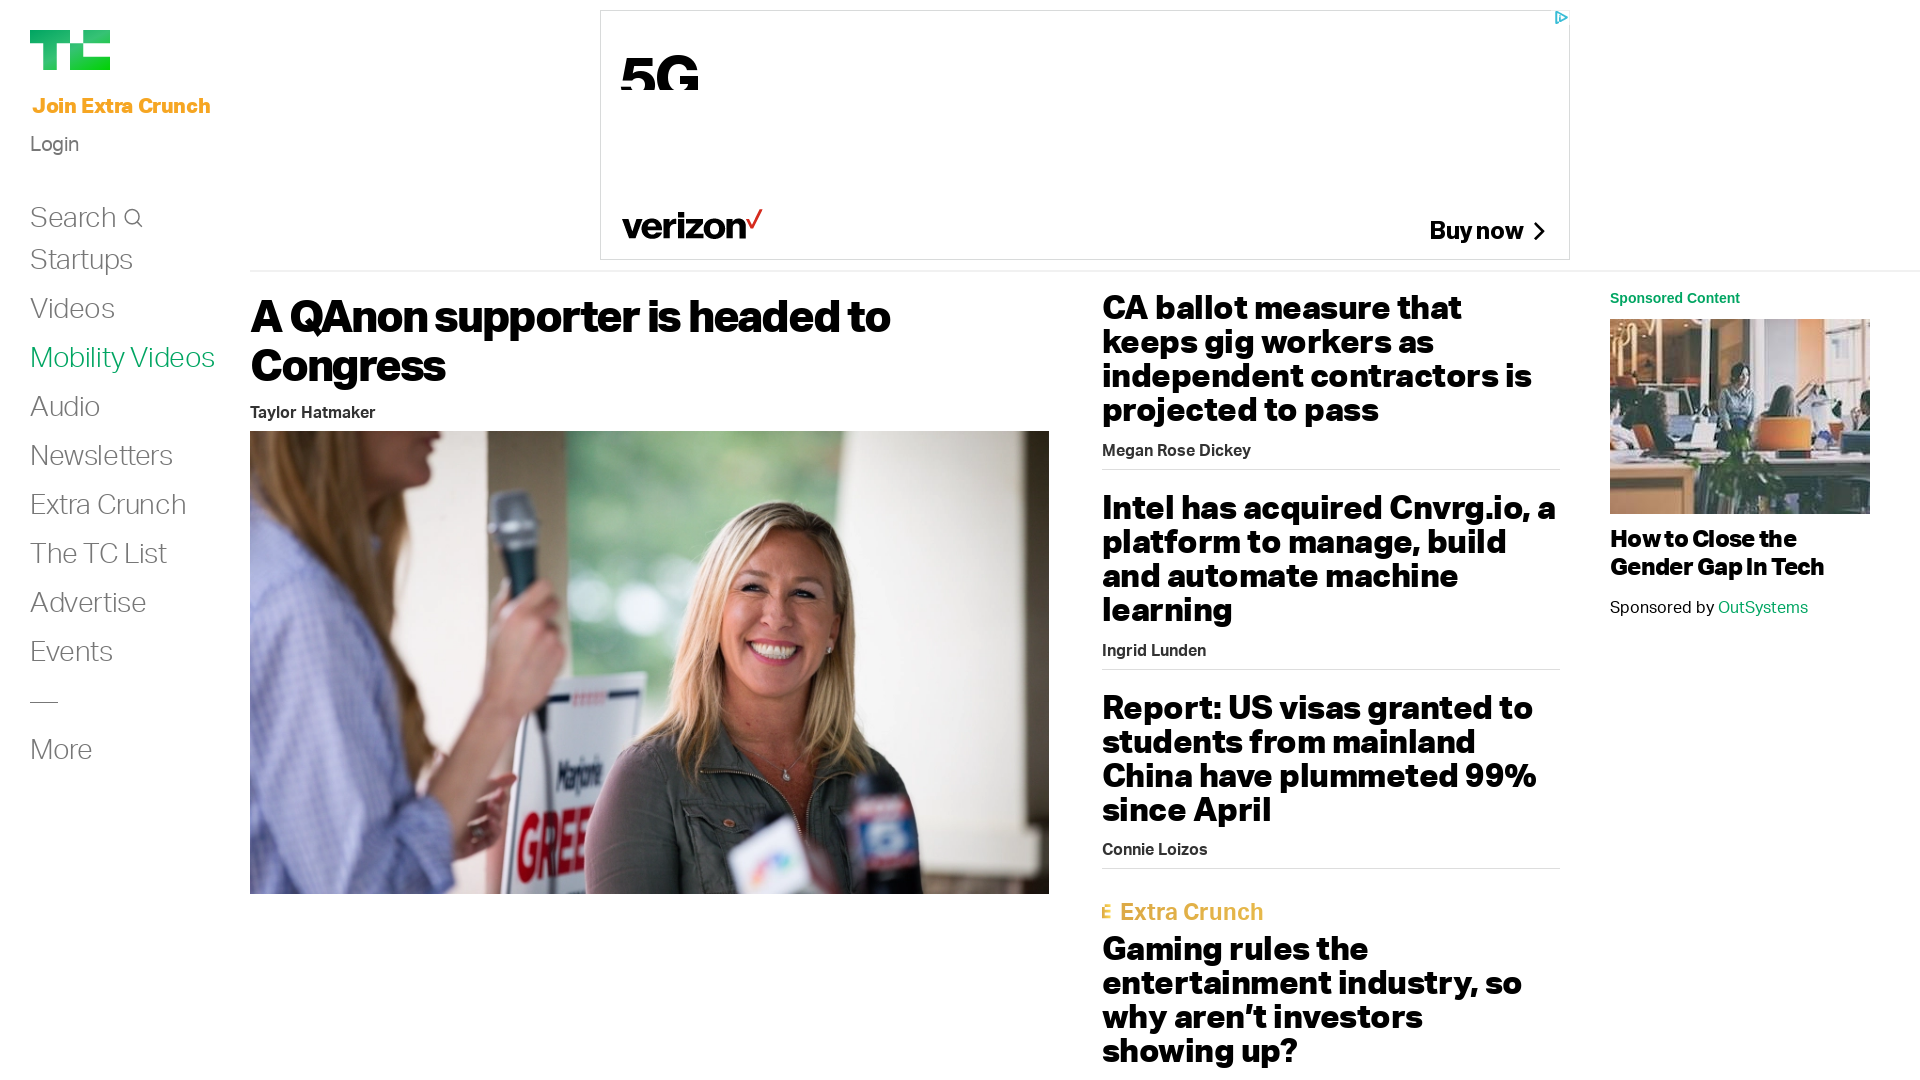 TC
Join Extra Crunch
Login
Search
Startups
Videos
Mobility Videos
Audio
Newsletters
Extra Crunch
The TC List
Advertise
Events
—
More
5G
verizon✓
Buy now
A QAnon supporter is headed to
Congress
Taylor Hatmaker
Marjorie
GREE
5
CA ballot measure that
keeps gig workers as
independent contractors is
projected to pass
Megan Rose Dickey
Intel has acquired Cnvrg.io, a
platform to manage, build
and automate machine
learning
Ingrid Lunden
Report: US visas granted to
students from mainland
China have plummeted 99%
since April
Connie Loizos
Extra Crunch
Gaming rules the
entertainment industry, so
why aren’t investors
showing up?
Sponsored Content
How to Close the
Gender Gap In Tech
Sponsored by OutSystems